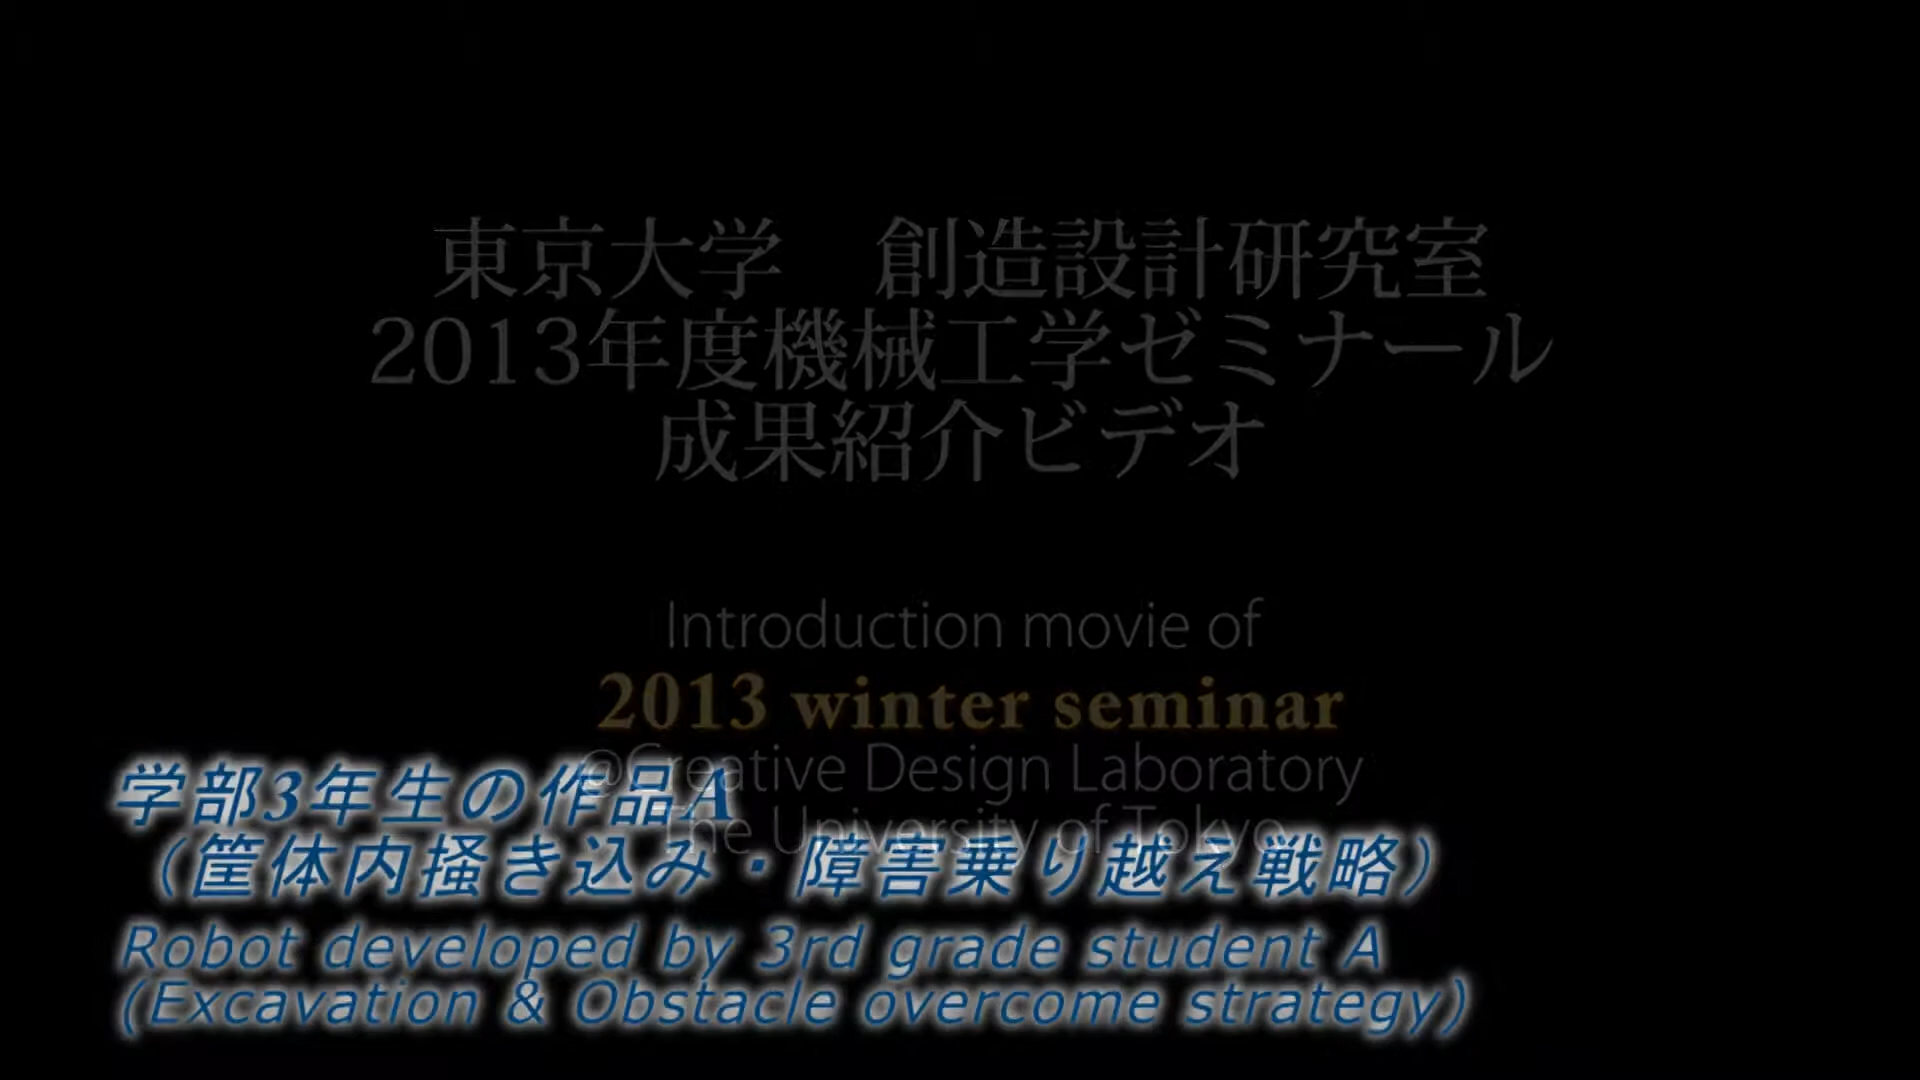 東京大学　創造設計研究室
2013年度機械工学ゼミナール
成果紹介ビデオ
Introduction movie of
2013 winter seminar
@Creative Design Laboratory
The University of Tokyo
学部3年生の作品A
（筐体内掻き込み・障害乗り越え戦略）
Robot developed by 3rd grade student A
(Excavation & Obstacle overcome strategy)